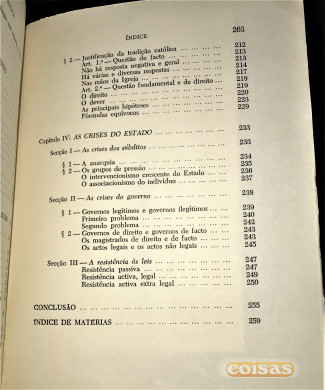 ÍNDICE 263
§ 2 — Justificação da tradição católica ... 212
Art. 1.º — Questão de facto ... 213
Não há resposta negativa e geral ... 213
Há várias e diversas respostas ... 214
Nas mãos da Igreja ... 217
Art. 2.º — Questão fundamental e de direito ... 219
O direito ... 219
O dever ... 220
As principais hipóteses ... 221
Fórmulas equívocas ... 229
Capítulo IV: AS CRISES DO ESTADO ... 233
Secção I — As crises dos súbditos ... 233
§ 1 — A anarquia ... 234
§ 2 — Os grupos de pressão ... 235
O intervencionismo crescente do Estado ... 236
O associacionismo do indivíduo ... 237
Secção II — As crises do governo ... 238
§ 1 — Governos legítimos e governos ilegítimos ... 239
Primeiro problema ... 240
Segundo problema ... 242
§ 2 — Governos de direito e governos de facto ... 243
Os magistrados de direito e de facto ... 243
Os actos legais e os actos não legais ... 245
Secção III — A resistência às leis ... 247
Resistência passiva ... 247
Resistência activa, legal ... 249
Resistência activa extra legal ... 250
CONCLUSÃO ... 255
ÍNDICE DE MATÉRIAS ... 259
coisas